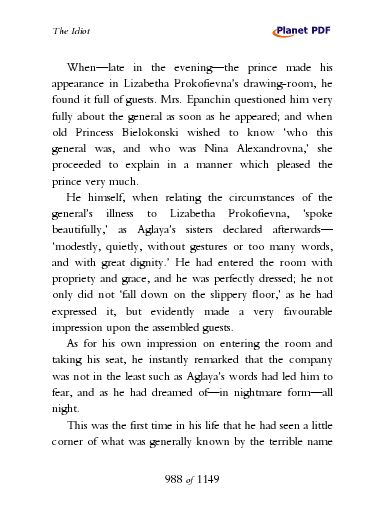 The Idiot
Planet PDF
When—late in the evening—the prince made his
appearance in Lizabetha Prokofievna's drawing-room, he
found it full of guests. Mrs. Epanchin questioned him very
fully about the general as soon as he appeared; and when
old Princess Bielokonski wished to know 'who this
general was, and who was Nina Alexandrovna,' she
proceeded to explain in a manner which pleased the
prince very much.
He himself, when relating the circumstances of the
general's illness to Lizabetha Prokofievna, 'spoke
beautifully,' as Aglaya's sisters declared afterwards—
'modestly, quietly, without gestures or too many words,
and with great dignity.' He had entered the room with
propriety and grace, and he was perfectly dressed; he not
only did not 'fall down on the slippery floor,' as he had
expressed it, but evidently made a very favourable
impression upon the assembled guests.
As for his own impression on entering the room and
taking his seat, he instantly remarked that the company
was not in the least such as Aglaya's words had led him to
fear, and as he had dreamed of—in nightmare form—all
night.
This was the first time in his life that he had seen a little
corner of what was generally known by the terrible name
988 of 1149